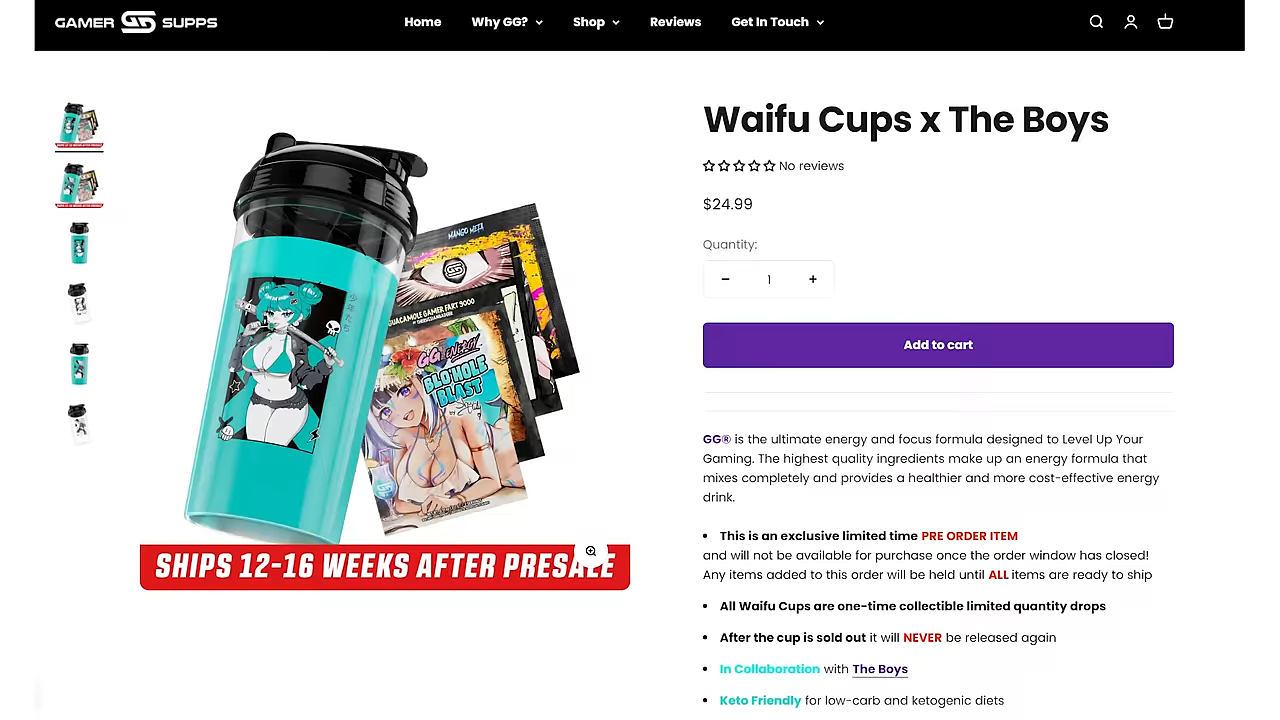 GAMER GG SUPPS
Home
Why GG?
Shop
Reviews
Get In Touch
Waifu Cups x The Boys
No reviews
$24.99
Quantity:
− 1 +
Add to cart
GG® is the ultimate energy and focus formula designed to Level Up Your
Gaming. The highest quality ingredients make up an energy formula that
mixes completely and provides a healthier and more cost-effective energy
drink.
• This is an exclusive limited time PRE ORDER ITEM
and will not be available for purchase once the order window has closed!
Any items added to this order will be held until ALL items are ready to ship
• All Waifu Cups are one-time collectible limited quantity drops
• After the cup is sold out it will NEVER be released again
• In Collaboration with The Boys
• Keto Friendly for low-carb and ketogenic diets
MANGO META
GUACAMOLE GAMER FART 9000
GG ENERGY
BLO'HOLE
BLAST
SHIPS 12-16 WEEKS AFTER PRESALE